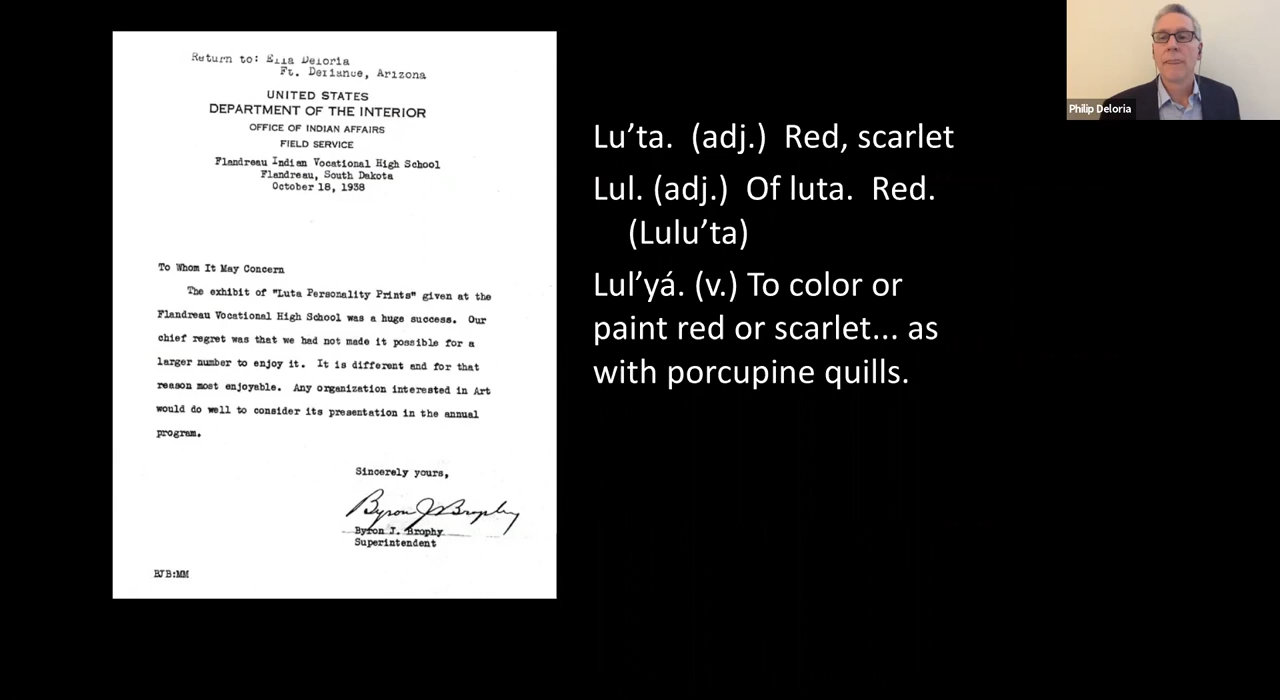 Return to: Ella Deloria
Ft. Defiance, Arizona
UNITED STATES
DEPARTMENT OF THE INTERIOR
OFFICE OF INDIAN AFFAIRS
FIELD SERVICE
Flandreau Indian Vocational High School
Flandreau, South Dakota
October 18, 1938
To Whom It May Concern
The exhibit of "Luta Personality Prints" given at the
Flandreau Vocational High School was a huge success. Our
chief regret was that we had not made it possible for a
larger number to enjoy it. It is different and for that
reason most enjoyable. Any organization interested in Art
would do well to consider its presentation in the annual
program.
Sincerely yours,
Byron J. Brophy
Byron J. Brophy
Superintendent
BJB:MM
Lu’ta. (adj.) Red, scarlet
Lul. (adj.) Of luta. Red.
(Lulu’ta)
Lul’yá. (v.) To color or
paint red or scarlet... as
with porcupine quills.
Philip Deloria